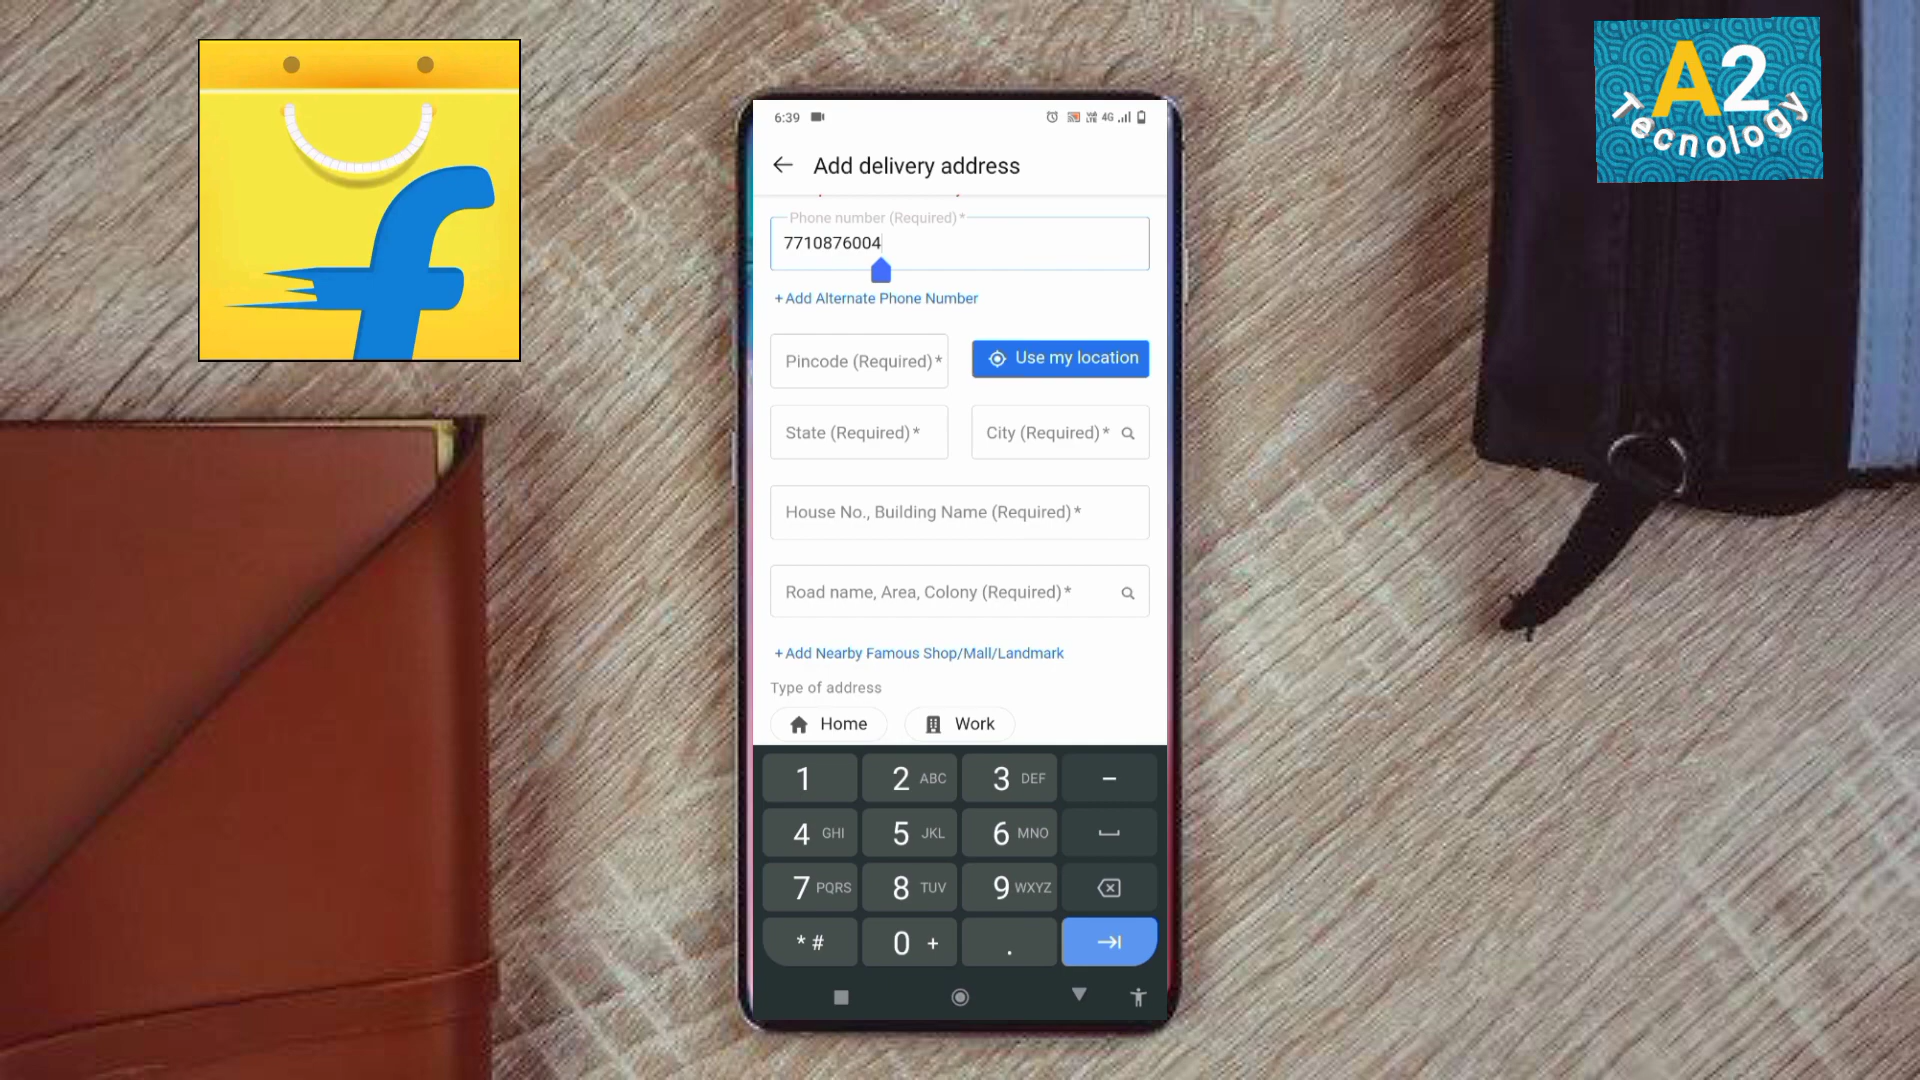 A2
Tecnology
6:39
4G
Add delivery address
Phone number (Required) *
7710876004
+ Add Alternate Phone Number
Pincode (Required) *
Use my location
State (Required) *
City (Required) *
House No., Building Name (Required) *
Road name, Area, Colony (Required) *
+ Add Nearby Famous Shop/Mall/Landmark
Type of address
Home
Work
1
2 ABC
3 DEF
-
4 GHI
5 JKL
6 MNO
7 PQRS
8 TUV
9 WXYZ
* #
0 +
.